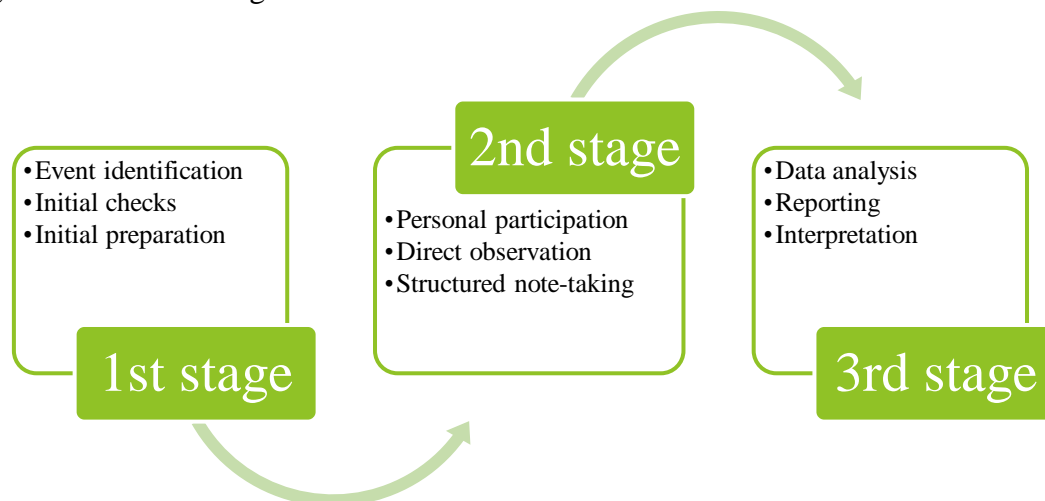 •Event identification
•Initial checks
•Initial preparation
1st stage
2nd stage
•Personal participation
•Direct observation
•Structured note-taking
•Data analysis
•Reporting
•Interpretation
3rd stage